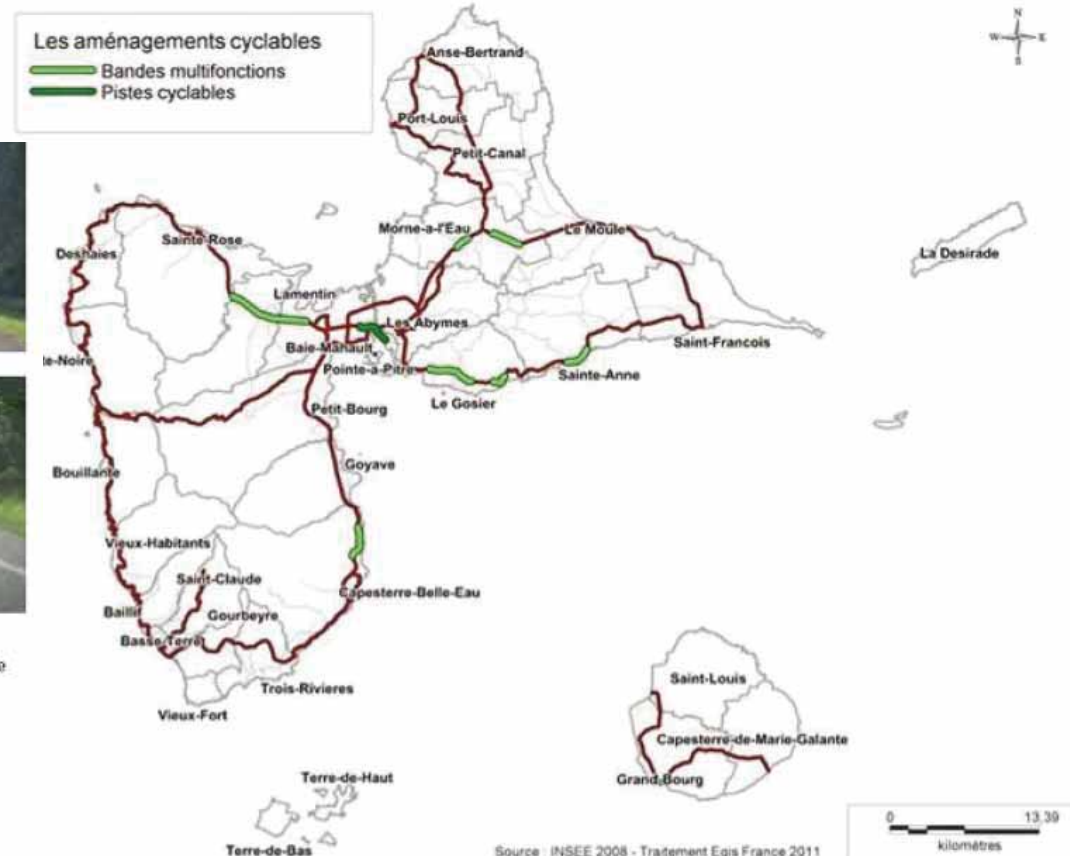 Les aménagements cyclables
Bandes multifonctions
Pistes cyclables
N
W
E
S
Anse-Bertrand
Port-Louis
Petit-Canal
Morne-a-l'Eau
Le Moule
Sainte-Rose
Deshaies
La Desirade
Lamentin
Les Abymes
Baie-Mahault
Saint-Francois
te-Noire
Pointe-a-Pitre
Sainte-Anne
Le Gosier
Petit-Bourg
Goyave
Bouillante
Vieux-Habitants
Saint-Claude
Capesterre-Belle-Eau
Baillif
Gourbeyre
Basse-Terre
e
Trois-Rivieres
Vieux-Fort
Saint-Louis
Capesterre-de-Marie-Galante
Grand-Bourg
Terre-de-Haut
Terre-de-Bas
0 13,39
kilomètres
Source : INSEE 2008 - Traitement Egis France 2011